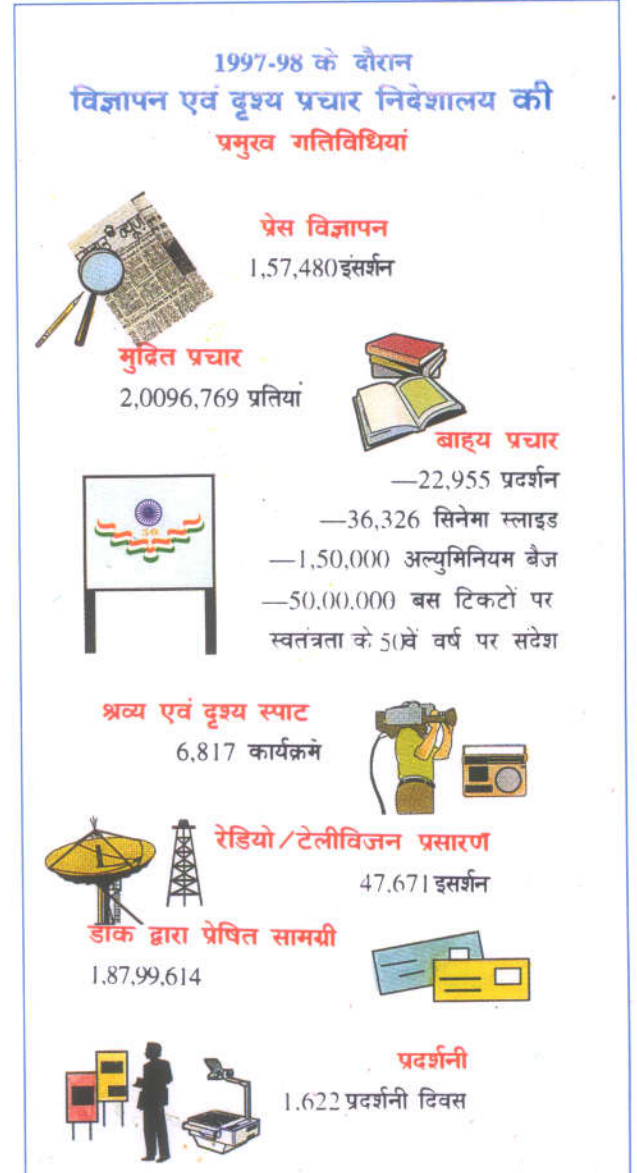 1997-98 के दौरान
विज्ञापन एवं दृश्य प्रचार निदेशालय की
प्रमुख गतिविधियां
प्रेस विज्ञापन
1,57,480 इंसर्शन
मुद्रित प्रचार
2,0096,769 प्रतियां
बाह्य प्रचार
—22,955 प्रदर्शन
—36,326 सिनेमा स्लाइड
—1,50,000 अल्युमिनियम बैज
—50.00.000 बस टिकटों पर
स्वतंत्रता के 50वें वर्ष पर संदेश
50
श्रव्य एवं दृश्य स्पाट
6,817 कार्यक्रम
रेडियो/टेलीविजन प्रसारण
47.671 इसर्शन
डाक द्वारा प्रेषित सामग्री
1,87,99,614
प्रदर्शनी
1.622 प्रदर्शनी दिवस